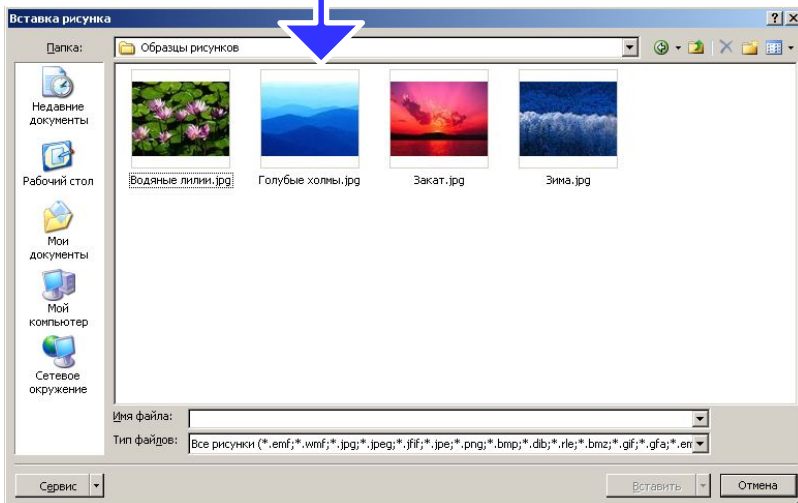 Вставка рисунка
Папка:
Образцы рисунков
Недавние
документы
Рабочий стол
Мои
документы
Мой
компьютер
Сетевое
окружение
Водяные лилии.jpg
Голубые холмы.jpg
Закат.jpg
Зима.jpg
Имя файла:
Тип файлов:
Все рисунки (*.emf;*.wmf;*.jpg;*.jpeg;*.jfif;*.jpe;*.png;*.bmp;*.dib;*.rle;*.bmz;*.gif;*.gfa;*.em
Сервис
Вставить
Отмена